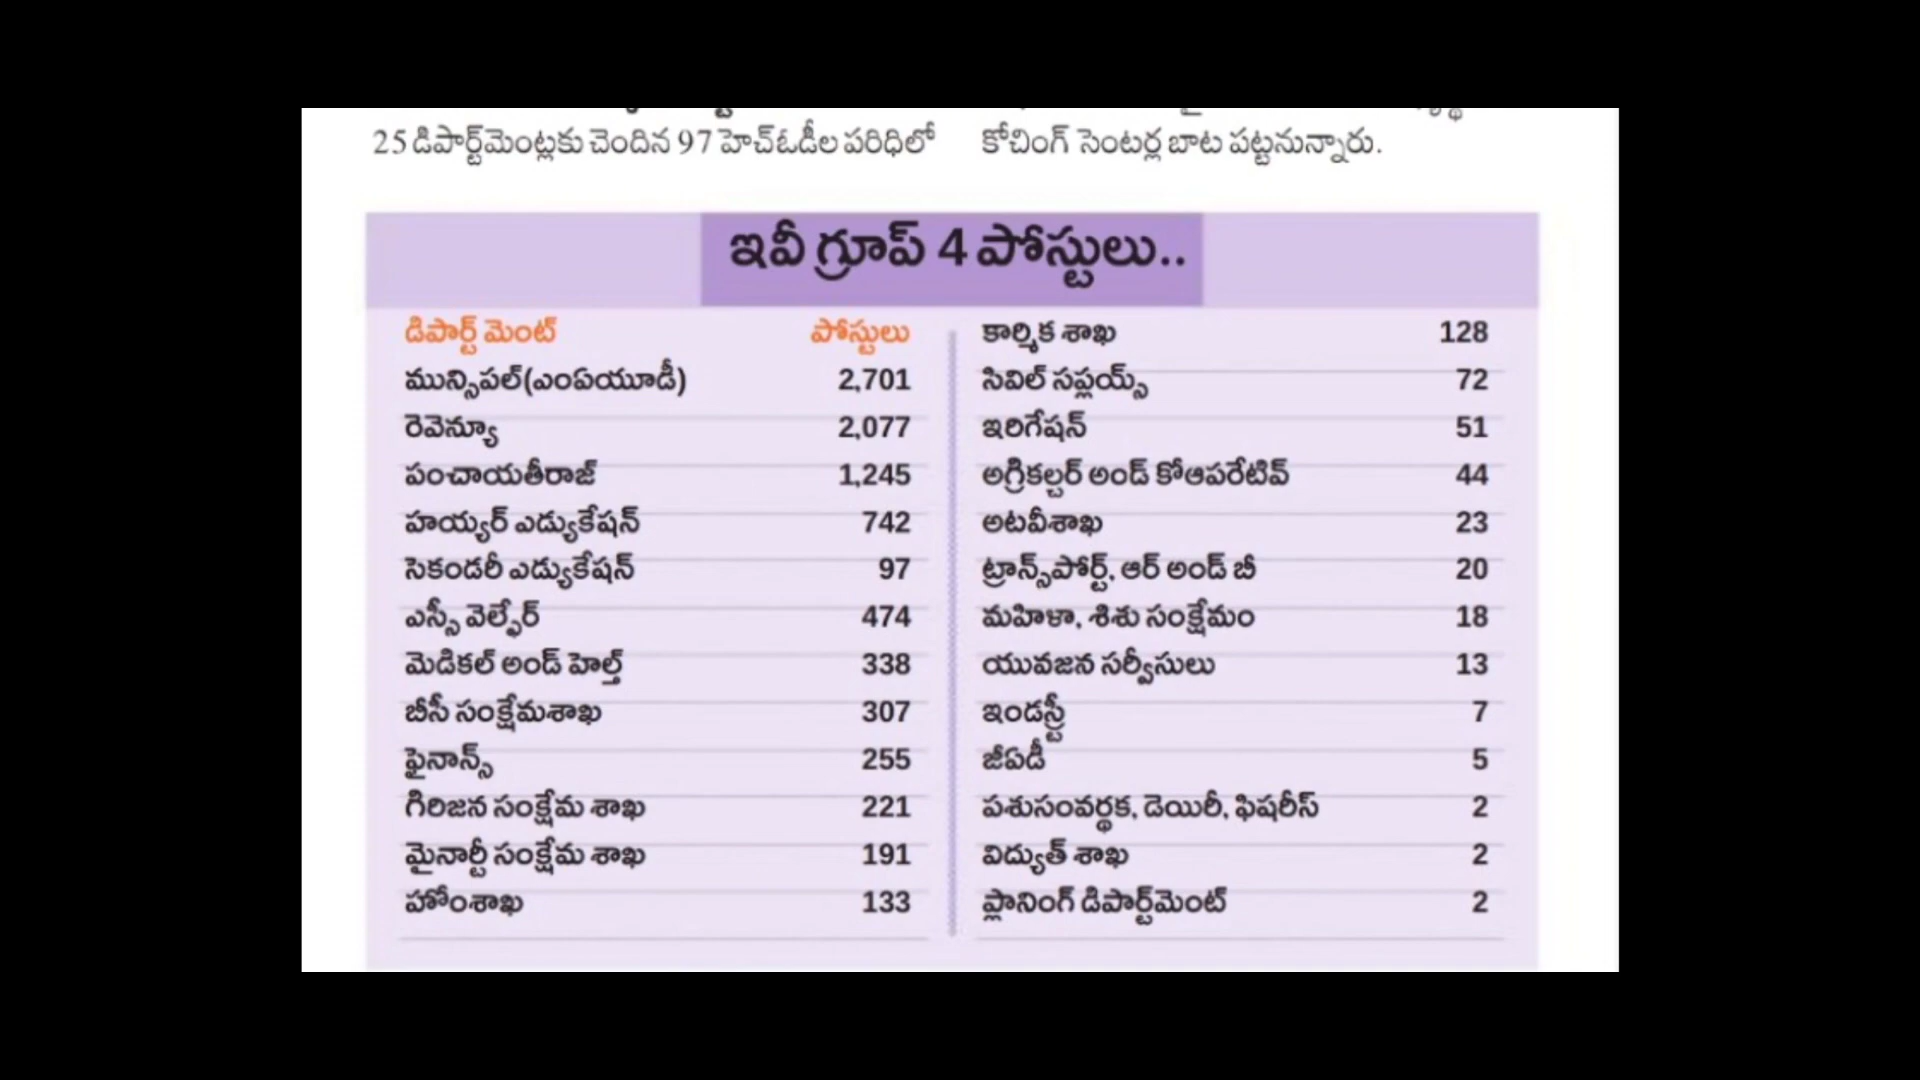 25 డిపార్ట్‌మెంట్లకు చెందిన 97 హెచ్ఓడీల పరిధిలో
కోచింగ్ సెంటర్ల బాట పట్టనున్నారు.
ఇవీ గ్రూప్ 4 పోస్టులు..
డిపార్ట్ మెంట్ పోస్టులు
మున్సిపల్(ఎంఏయూడీ) 2,701
రెవెన్యూ 2,077
పంచాయతీరాజ్ 1,245
హయ్యర్ ఎడ్యుకేషన్ 742
సెకండరీ ఎడ్యుకేషన్ 97
ఎస్సీ వెల్ఫేర్ 474
మెడికల్ అండ్ హెల్త్ 338
బీసీ సంక్షేమశాఖ 307
ఫైనాన్స్ 255
గిరిజన సంక్షేమ శాఖ 221
మైనార్టీ సంక్షేమ శాఖ 191
హోంశాఖ 133
కార్మిక శాఖ 128
సివిల్ సప్లయ్స్ 72
ఇరిగేషన్ 51
అగ్రికల్చర్ అండ్ కోఆపరేటివ్ 44
అటవీశాఖ 23
ట్రాన్స్‌పోర్ట్, ఆర్ అండ్ బీ 20
మహిళా, శిశు సంక్షేమం 18
యువజన సర్వీసులు 13
ఇండస్ట్రీ 7
జీఏడీ 5
పశుసంవర్థక, డెయిరీ, ఫిషరీస్ 2
విద్యుత్ శాఖ 2
ప్లానింగ్ డిపార్ట్‌మెంట్ 2